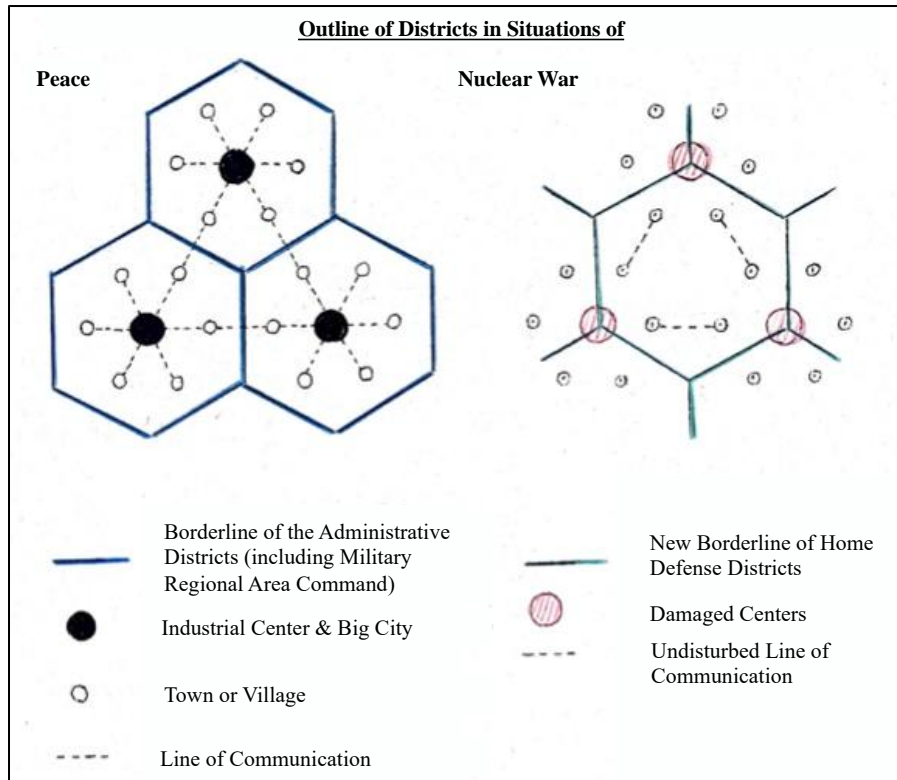 Outline of Districts in Situations of
Peace
Nuclear War
Borderline of the Administrative
Districts (including Military
Regional Area Command)
Industrial Center & Big City
Town or Village
Line of Communication
New Borderline of Home
Defense Districts
Damaged Centers
Undisturbed Line of
Communication